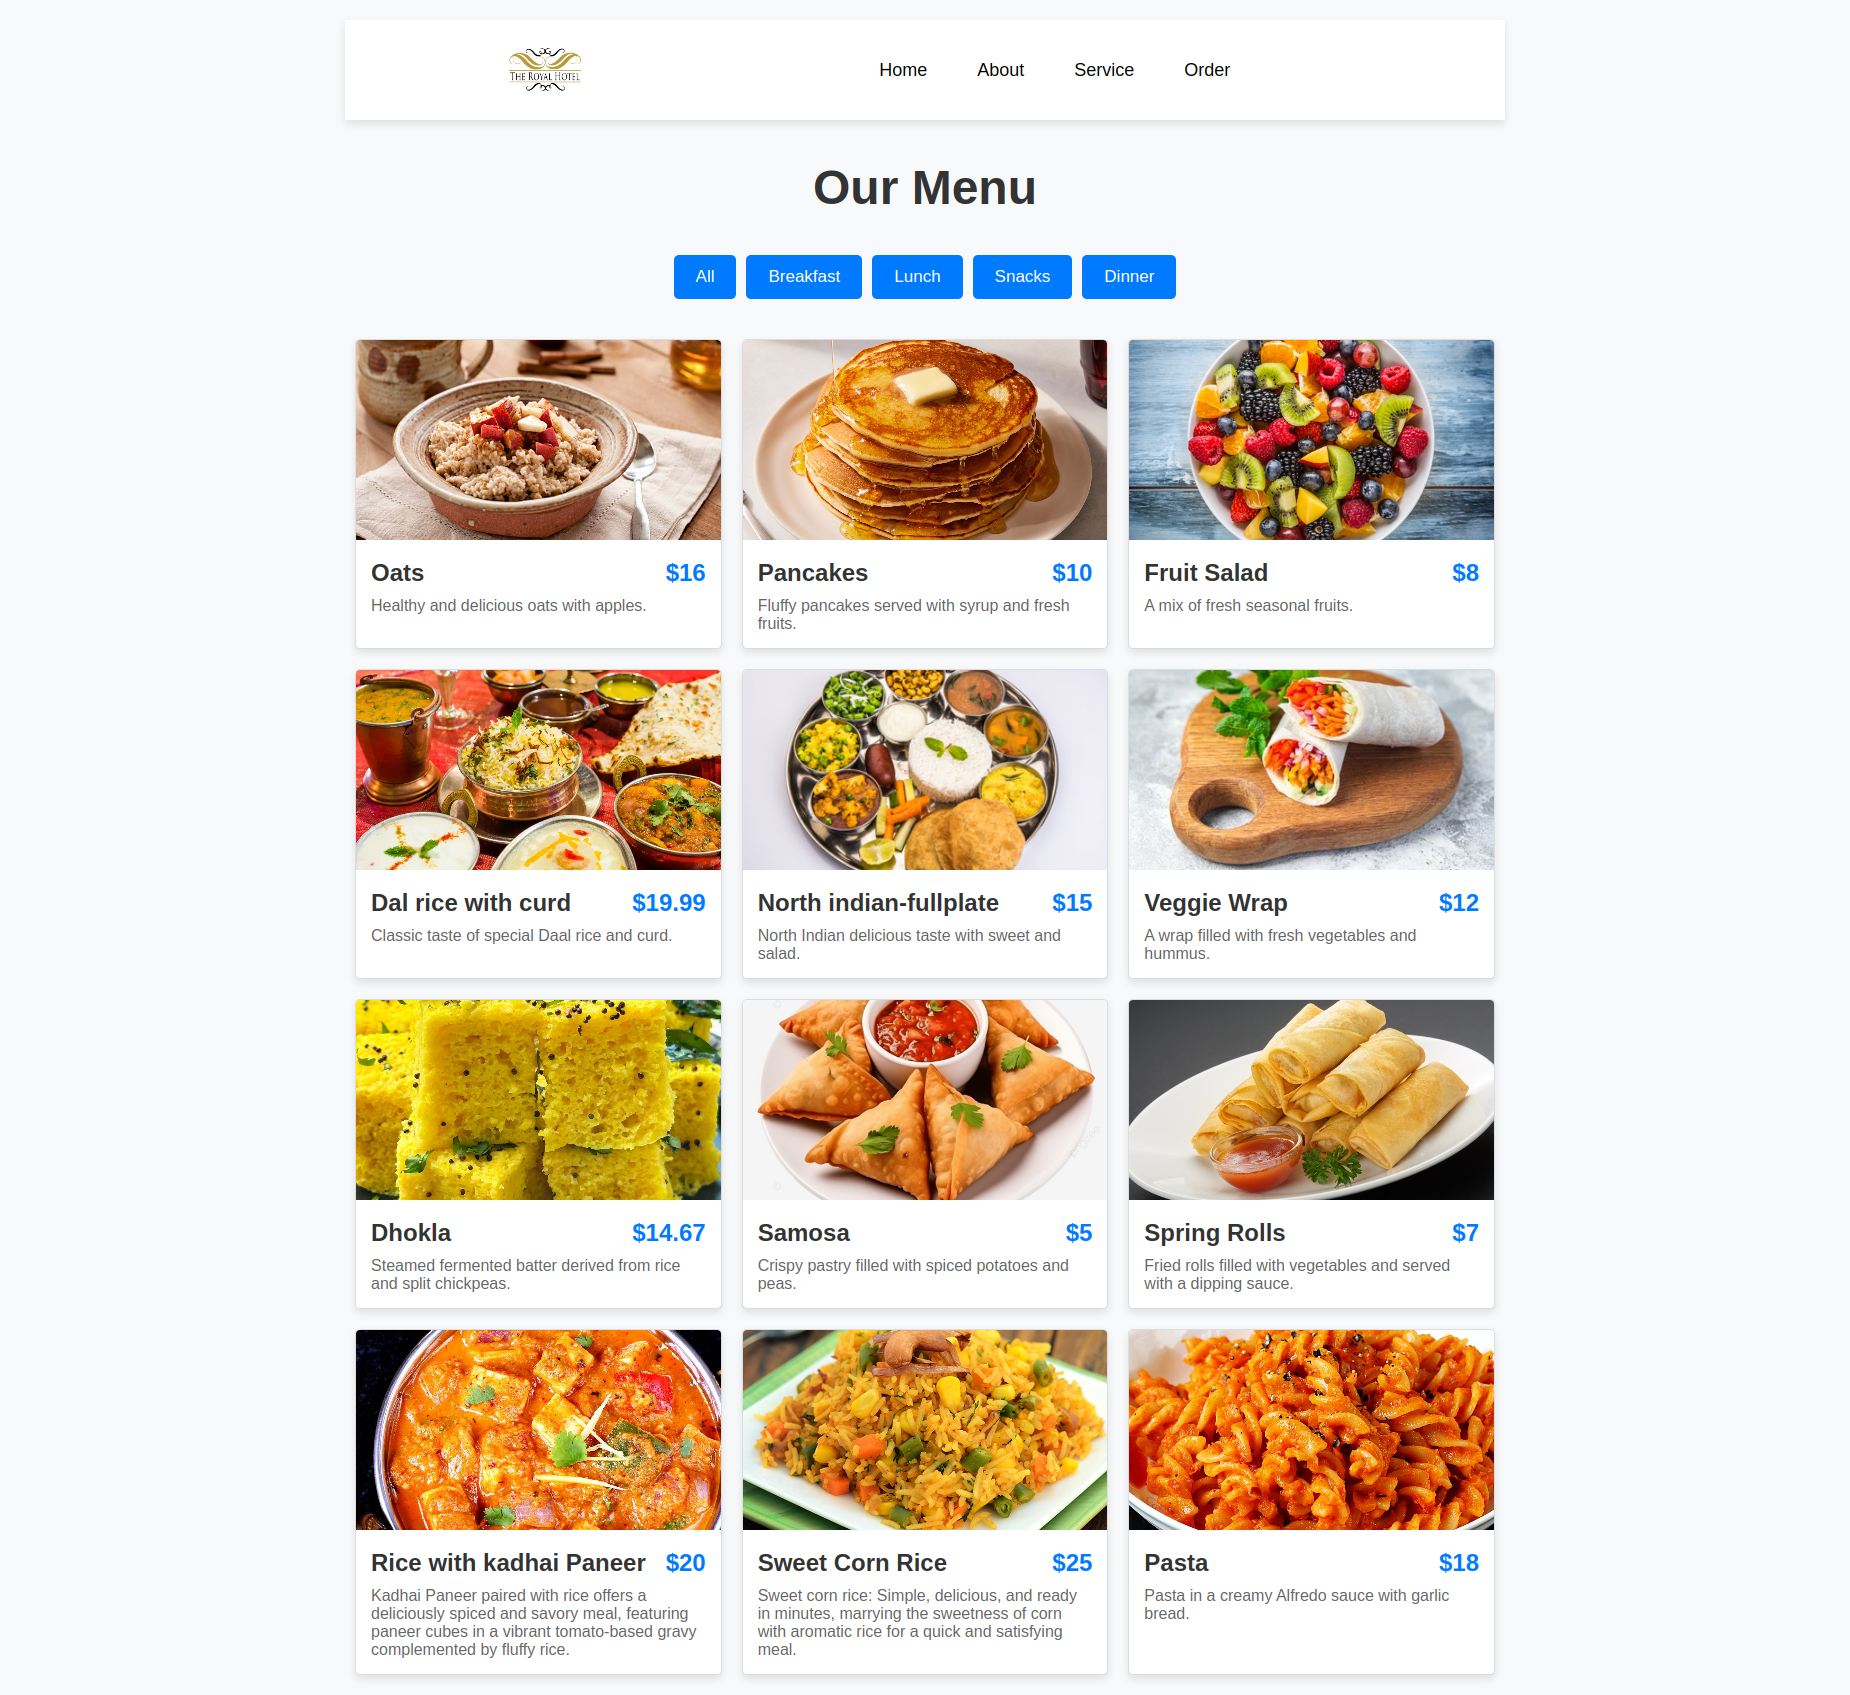 THE ROYAL HOTEL
Home About Service Order
Our Menu
All Breakfast Lunch Snacks Dinner
Oats $16
Healthy and delicious oats with apples.
Pancakes $10
Fluffy pancakes served with syrup and fresh
fruits.
Fruit Salad $8
A mix of fresh seasonal fruits.
Dal rice with curd $19.99
Classic taste of special Daal rice and curd.
North indian-fullplate $15
North Indian delicious taste with sweet and
salad.
Veggie Wrap $12
A wrap filled with fresh vegetables and
hummus.
Dhokla $14.67
Steamed fermented batter derived from rice
and split chickpeas.
Samosa $5
Crispy pastry filled with spiced potatoes and
peas.
Spring Rolls $7
Fried rolls filled with vegetables and served
with a dipping sauce.
Rice with kadhai Paneer $20
Kadhai Paneer paired with rice offers a
deliciously spiced and savory meal, featuring
paneer cubes in a vibrant tomato-based gravy
complemented by fluffy rice.
Sweet Corn Rice $25
Sweet corn rice: Simple, delicious, and ready
in minutes, marrying the sweetness of corn
with aromatic rice for a quick and satisfying
meal.
Pasta $18
Pasta in a creamy Alfredo sauce with garlic
bread.